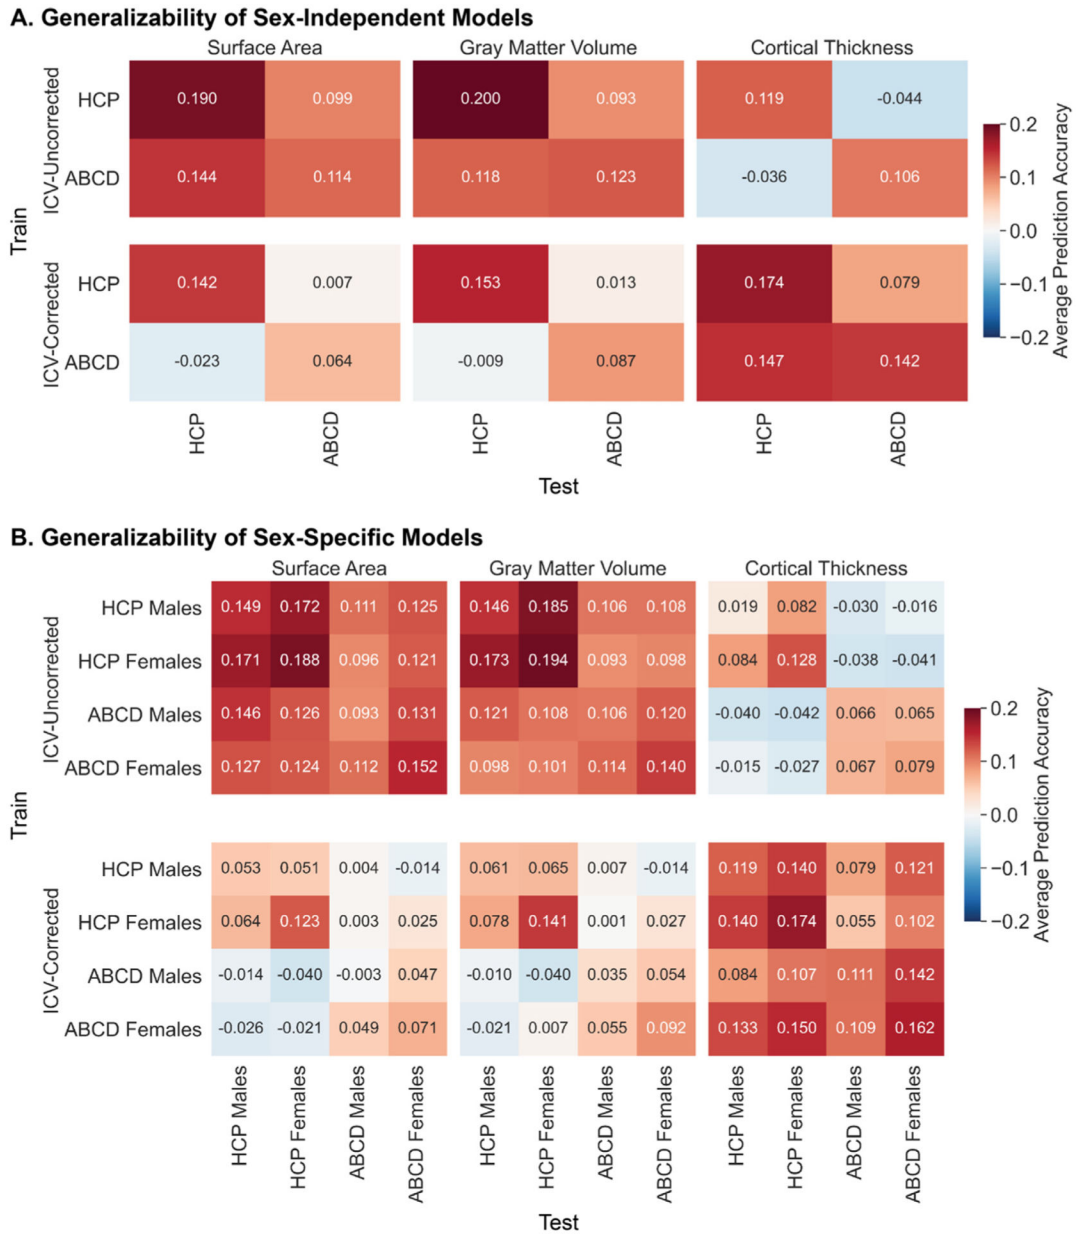 A. Generalizability of Sex-Independent Models
Surface Area Gray Matter Volume Cortical Thickness
Train
ICV-Uncorrected
HCP 0.190 0.099 0.200 0.093 0.119 -0.044
ABCD 0.144 0.114 0.118 0.123 -0.036 0.106
ICV-Corrected
HCP 0.142 0.007 0.153 0.013 0.174 0.079
ABCD -0.023 0.064 -0.009 0.087 0.147 0.142
HCP ABCD HCP ABCD HCP ABCD
Test
0.2
0.1
0.0
−0.1
−0.2
Average Prediction Accuracy
B. Generalizability of Sex-Specific Models
Surface Area Gray Matter Volume Cortical Thickness
Train
ICV-Uncorrected
HCP Males 0.149 0.172 0.111 0.125 0.146 0.185 0.106 0.108 0.019 0.082 -0.030 -0.016
HCP Females 0.171 0.188 0.096 0.121 0.173 0.194 0.093 0.098 0.084 0.128 -0.038 -0.041
ABCD Males 0.146 0.126 0.093 0.131 0.121 0.108 0.106 0.120 -0.040 -0.042 0.066 0.065
ABCD Females 0.127 0.124 0.112 0.152 0.098 0.101 0.114 0.140 -0.015 -0.027 0.067 0.079
ICV-Corrected
HCP Males 0.053 0.051 0.004 -0.014 0.061 0.065 0.007 -0.014 0.119 0.140 0.079 0.121
HCP Females 0.064 0.123 0.003 0.025 0.078 0.141 0.001 0.027 0.140 0.174 0.055 0.102
ABCD Males -0.014 -0.040 -0.003 0.047 -0.010 -0.040 0.035 0.054 0.084 0.107 0.111 0.142
ABCD Females -0.026 -0.021 0.049 0.071 -0.021 0.007 0.055 0.092 0.133 0.150 0.109 0.162
HCP Males HCP Females ABCD Males ABCD Females HCP Males HCP Females ABCD Males ABCD Females HCP Males HCP Females ABCD Males ABCD Females
Test
0.2
0.1
0.0
−0.1
−0.2
Average Prediction Accuracy